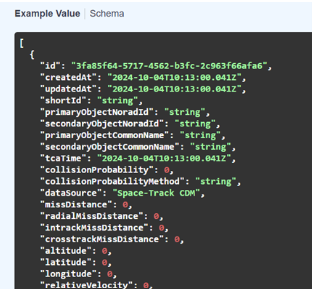 Example Value | Schema
[
  {
    "id": "3fa85f64-5717-4562-b3fc-2c963f66afa6",
    "createdAt": "2024-10-04T10:13:00.041Z",
    "updatedAt": "2024-10-04T10:13:00.041Z",
    "shortId": "string",
    "primaryObjectNoradId": "string",
    "secondaryObjectNoradId": "string",
    "primaryObjectCommonName": "string",
    "secondaryObjectCommonName": "string",
    "tcaTime": "2024-10-04T10:13:00.041Z",
    "collisionProbability": 0,
    "collisionProbabilityMethod": "string",
    "dataSource": "Space-Track CDM",
    "missDistance": 0,
    "radialMissDistance": 0,
    "intrackMissDistance": 0,
    "crosstrackMissDistance": 0,
    "altitude": 0,
    "latitude": 0,
    "longitude": 0,
    "relativeVelocity": 0,